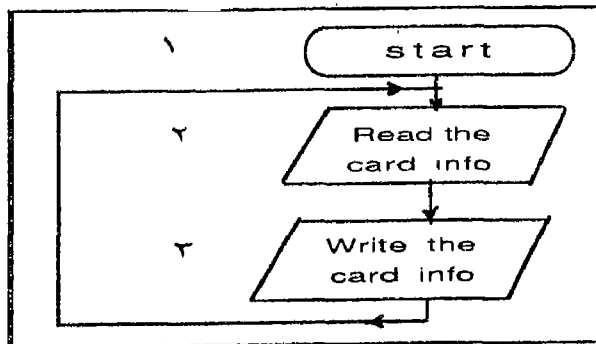 ١
start
٢
Read the
card info
٣
Write the
card info